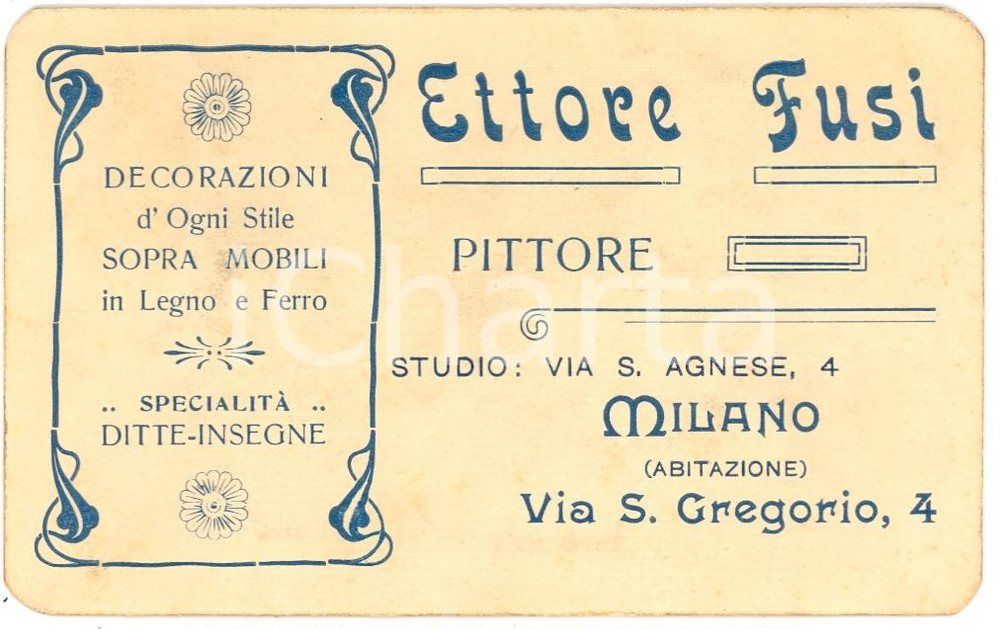 DECORAZIONI
d' Ogni Stile
SOPRA MOBILI
in Legno e Ferro
.. SPECIALITÀ ..
DITTE-INSEGNE
Ettore Fusi
PITTORE
STUDIO: VIA S. AGNESE, 4
MILANO
(ABITAZIONE)
Via S. Gregorio, 4
iCharta